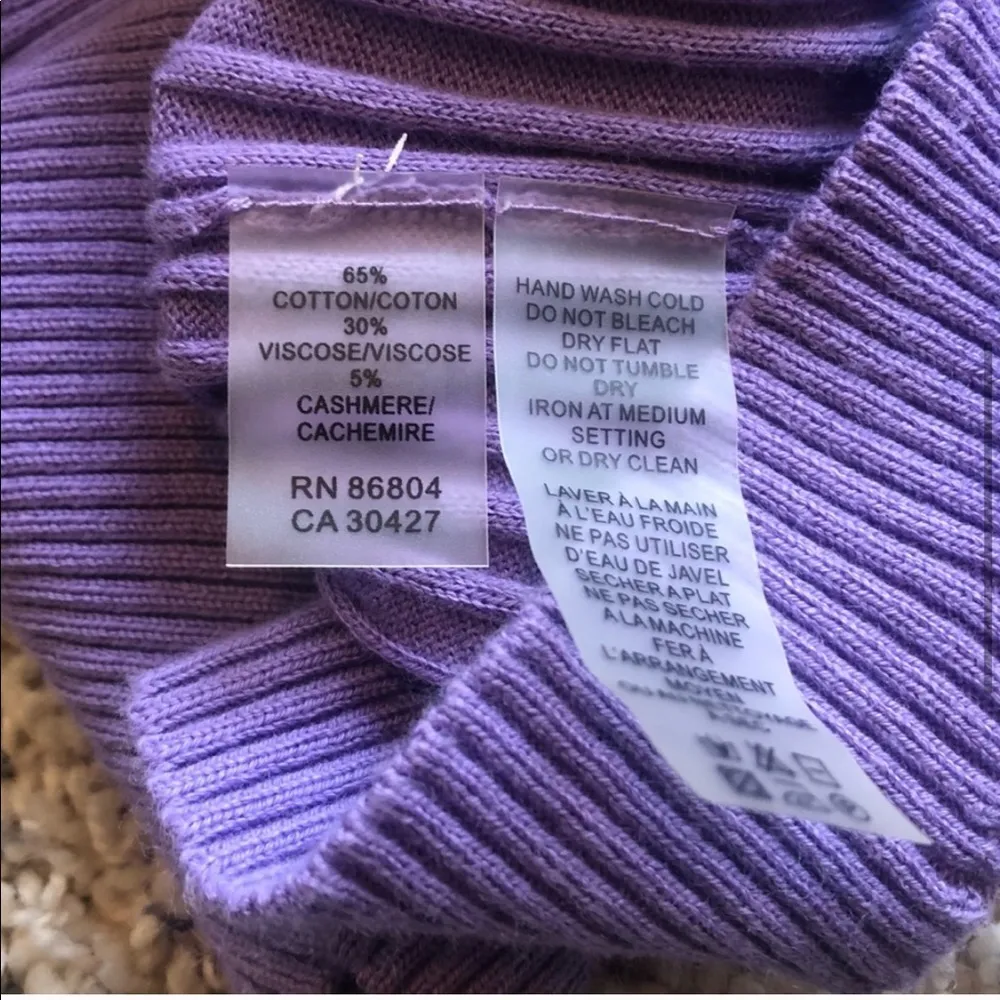 65%
COTTON/COTON
30%
VISCOSE/VISCOSE
5%
CASHMERE/
CACHEMIRE
RN 86804
CA 30427
HAND WASH COLD
DO NOT BLEACH
DRY FLAT
DO NOT TUMBLE
DRY
IRON AT MEDIUM
SETTING
OR DRY CLEAN
LAVER À LA MAIN
À L'EAU FROIDE
NE PAS UTILISER
D'EAU DE JAVEL
SECHER A PLAT
NE PAS SECHER
A LA MACHINE
FER À
L'ARRANGEMENT
MOYEN